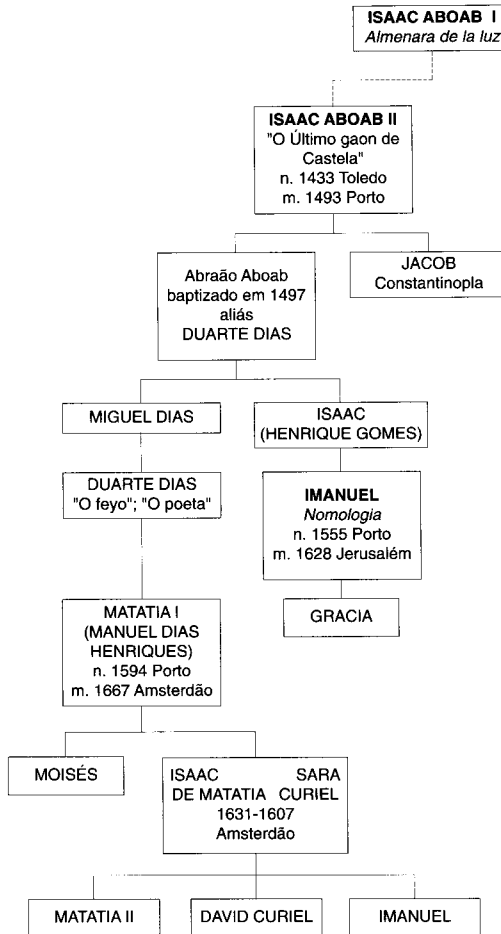 ISAAC ABOAB I
Almenara de la luz
ISAAC ABOAB II
"O Último gaon de
Castela"
n. 1433 Toledo
m. 1493 Porto
Abraão Aboab
baptizado em 1497
aliás
DUARTE DIAS
JACOB
Constantinopla
MIGUEL DIAS
ISAAC
(HENRIQUE GOMES)
DUARTE DIAS
"O feyo"; "O poeta"
IMANUEL
Nomologia
n. 1555 Porto
m. 1628 Jerusalém
GRACIA
MATATIA I
(MANUEL DIAS
HENRIQUES)
n. 1594 Porto
m. 1667 Amsterdão
MOISÉS
ISAAC SARA
DE MATATIA CURIEL
1631-1607
Amsterdão
MATATIA II
DAVID CURIEL
IMANUEL